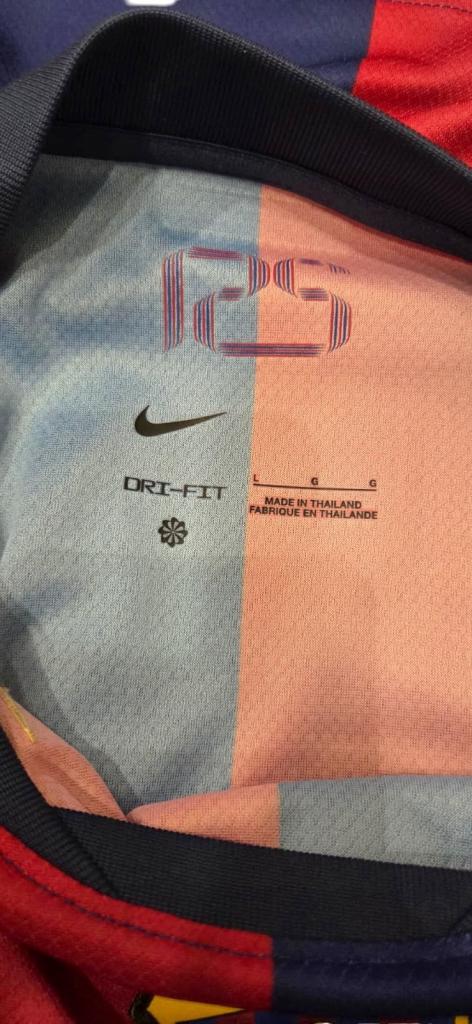 125
DRI-FIT
L G G
MADE IN THAILAND
FABRIQUE EN THAILANDE